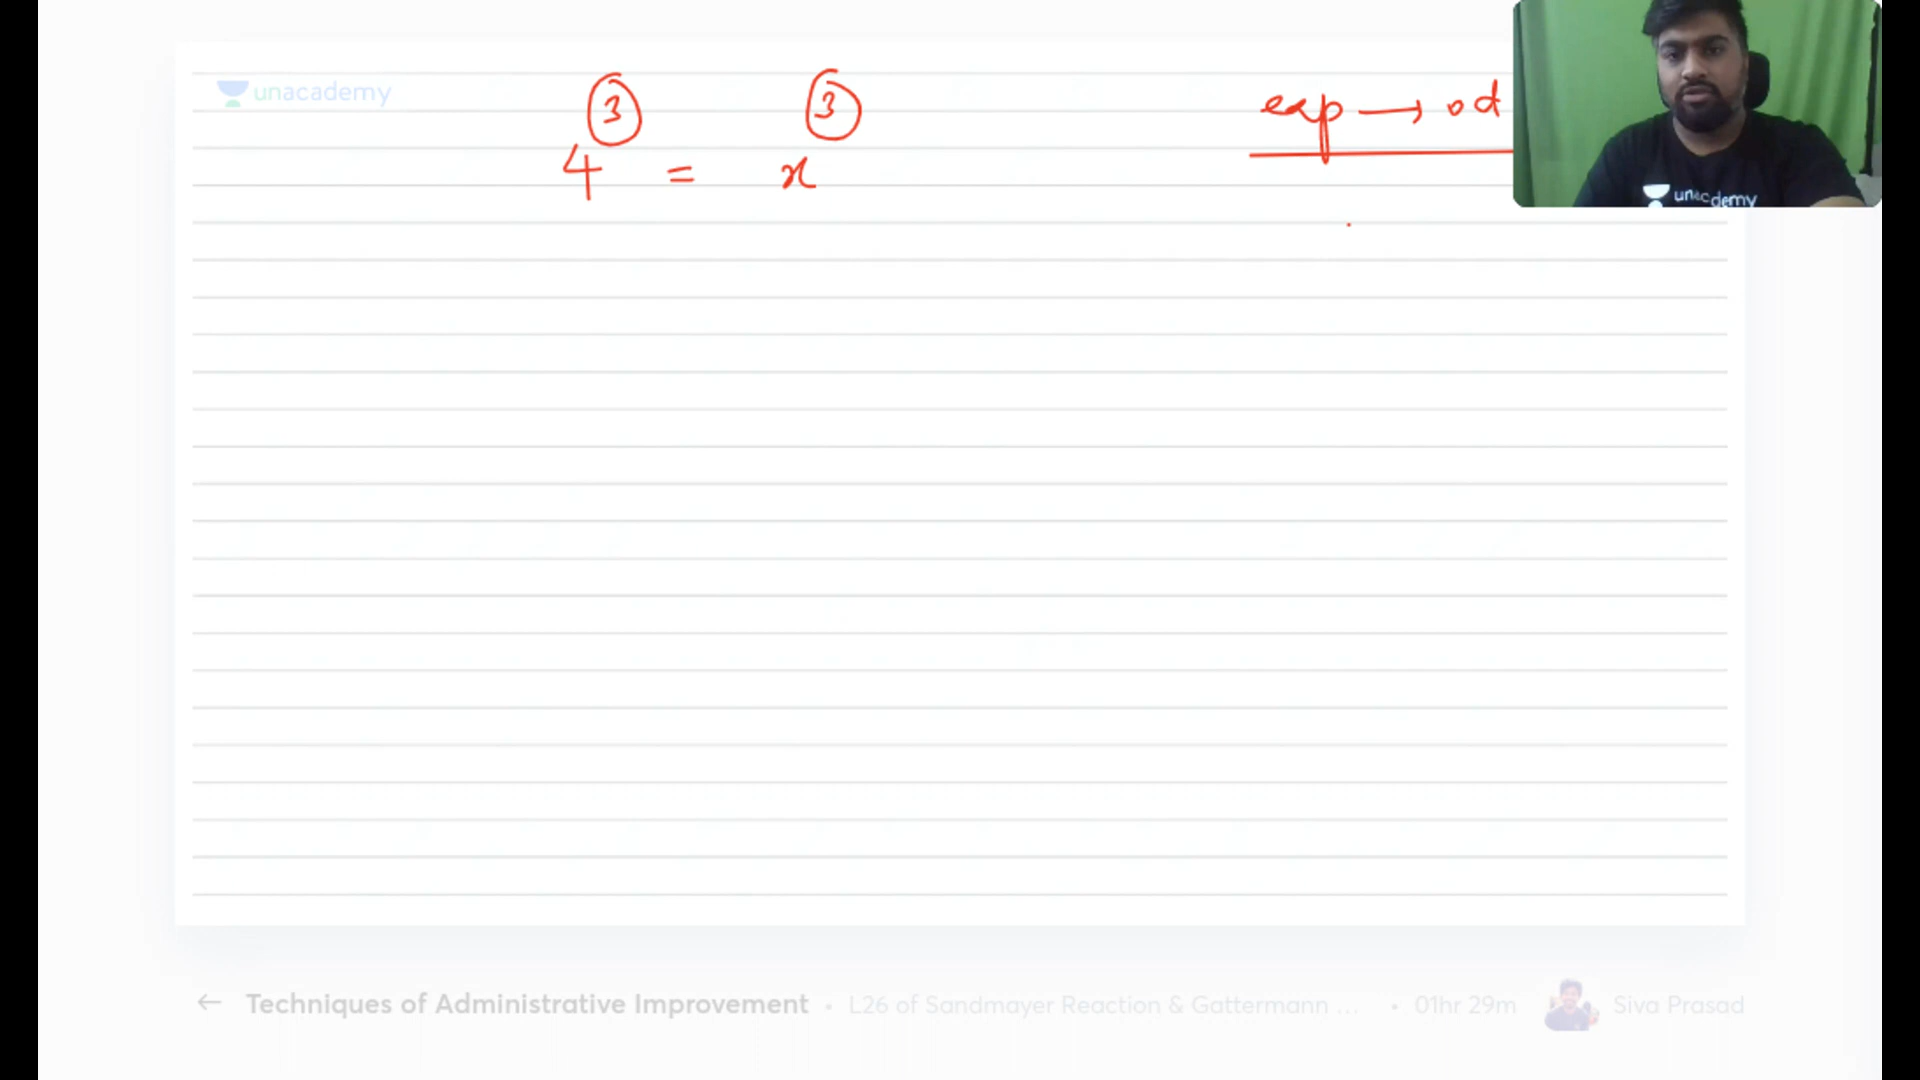 unacademy
4^3 = x^3
exp → od
unacademy
← Techniques of Administrative Improvement • L26 of Sandmayer Reaction & Gattermann ... • 01hr 29m Siva Prasad